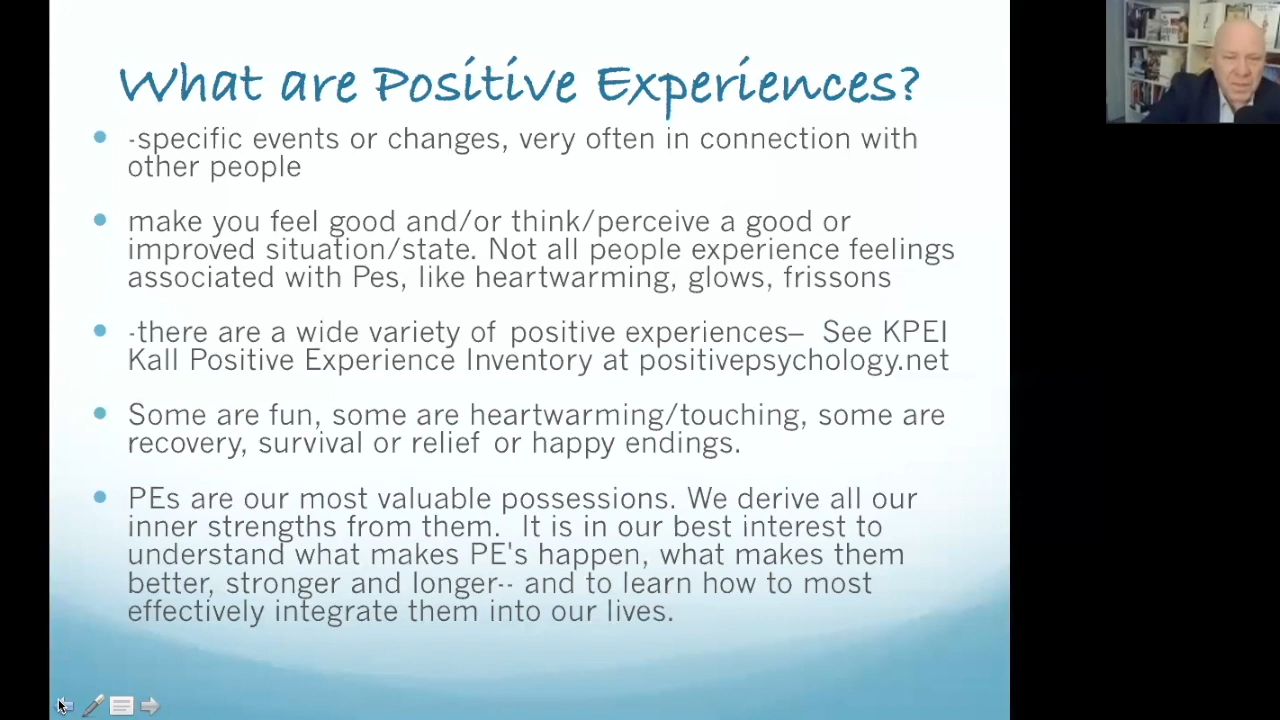 What are Positive Experiences?
-specific events or changes, very often in connection with
other people
make you feel good and/or think/perceive a good or
improved situation/state. Not all people experience feelings
associated with Pes, like heartwarming, glows, frissons
-there are a wide variety of positive experiences– See KPEI
Kall Positive Experience Inventory at positivepsychology.net
Some are fun, some are heartwarming/touching, some are
recovery, survival or relief or happy endings.
PEs are our most valuable possessions. We derive all our
inner strengths from them. It is in our best interest to
understand what makes PE's happen, what makes them
better, stronger and longer-- and to learn how to most
effectively integrate them into our lives.